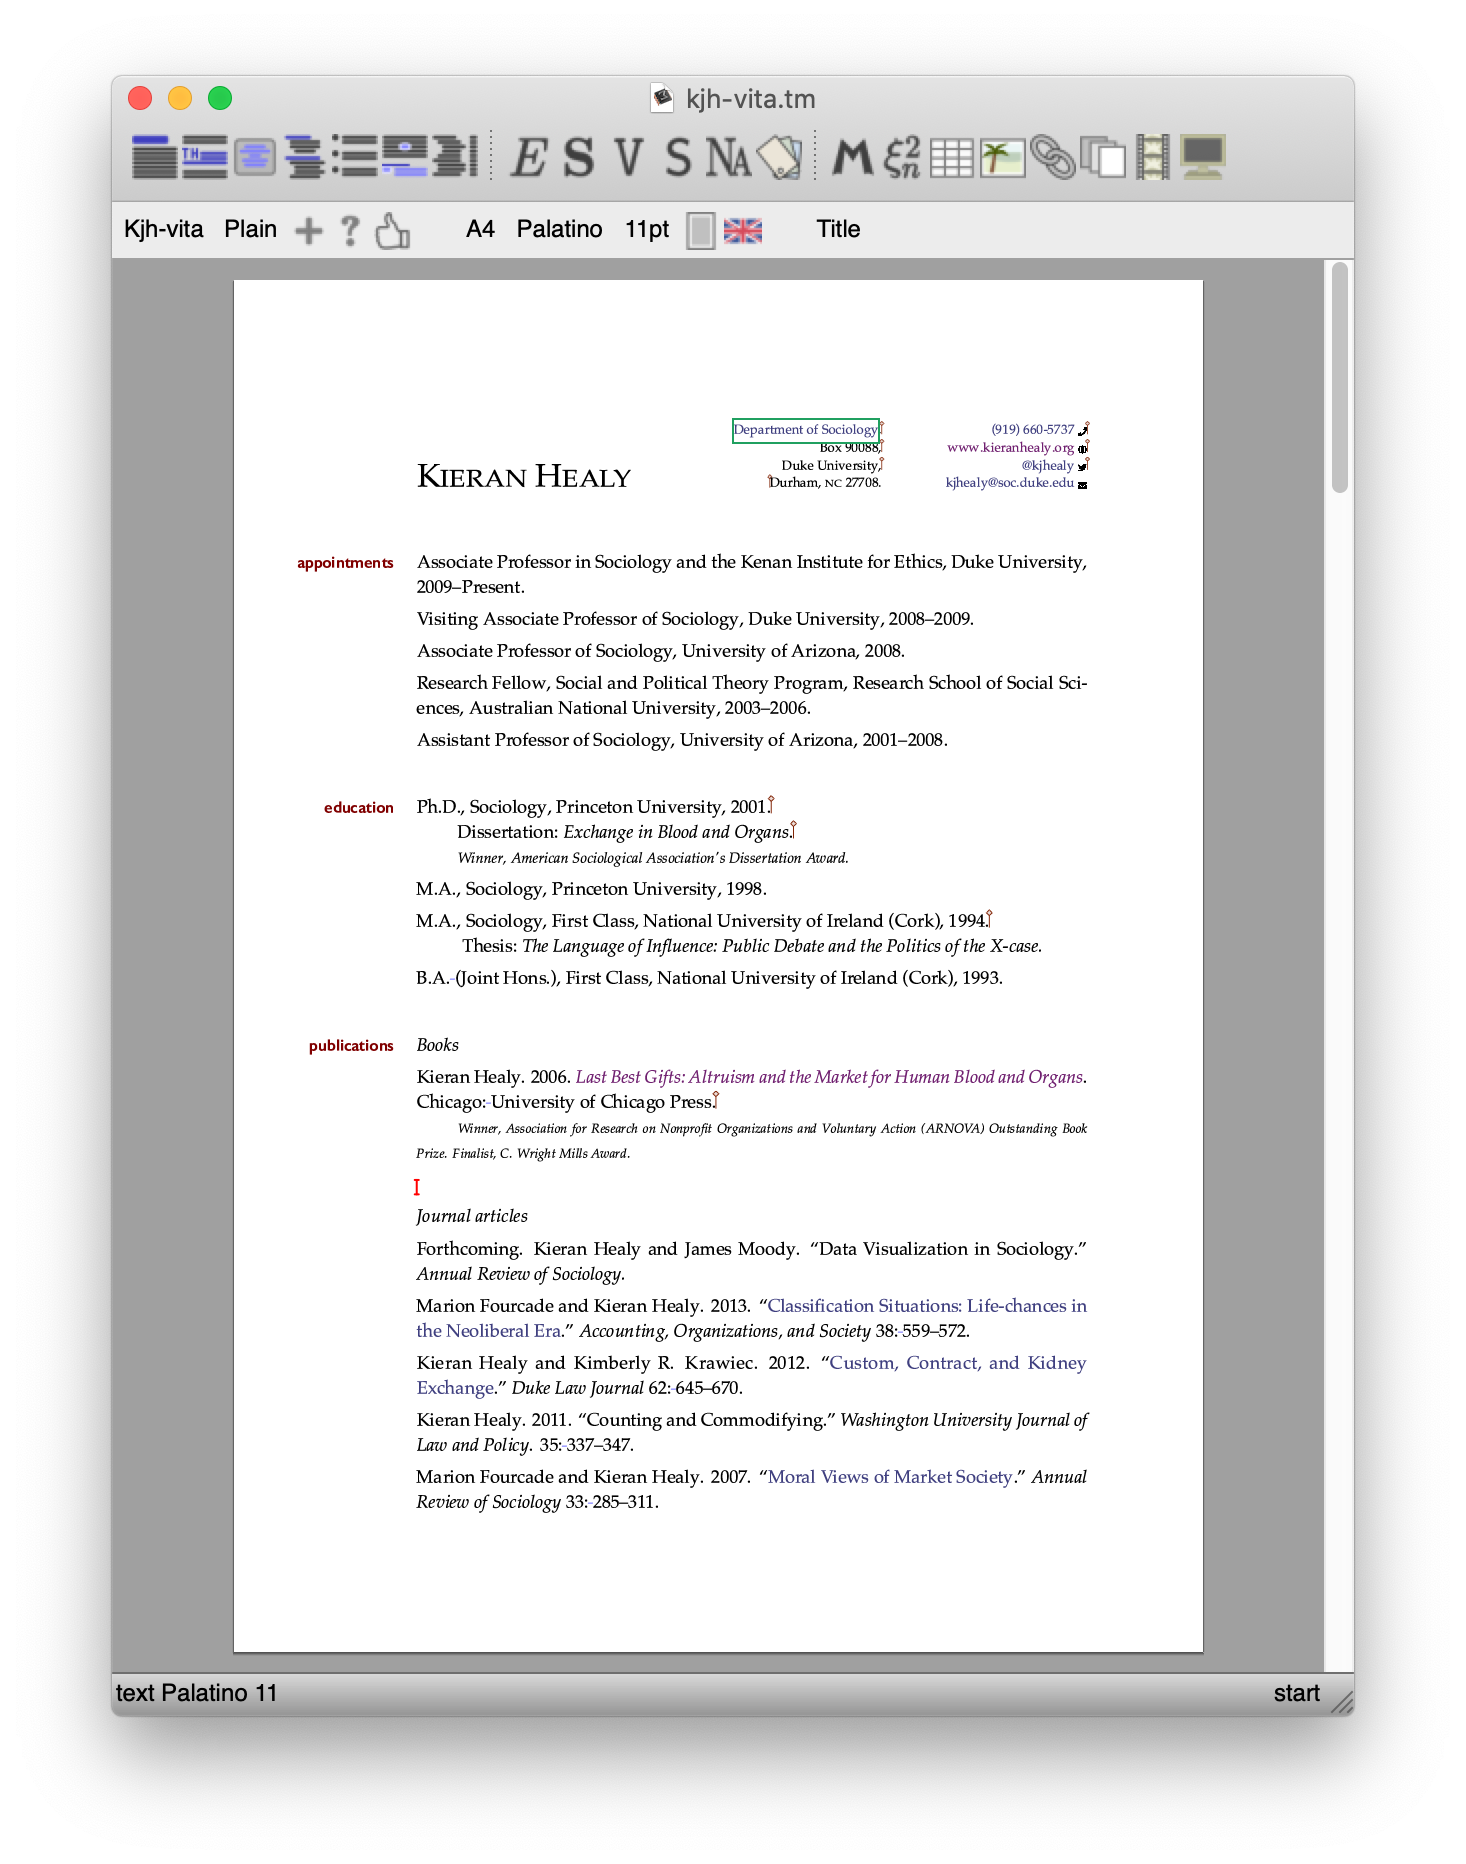 kjh-vita.tm
TH
E S V S NA M ξ2n
Kjh-vita Plain + ? A4 Palatino 11pt Title
KIERAN HEALY
Department of Sociology
Box 90088,
Duke University,
Durham, NC 27708.
(919) 660-5737
www.kieranhealy.org
@kjhealy
kjhealy@soc.duke.edu
appointments
Associate Professor in Sociology and the Kenan Institute for Ethics, Duke University,
2009–Present.
Visiting Associate Professor of Sociology, Duke University, 2008–2009.
Associate Professor of Sociology, University of Arizona, 2008.
Research Fellow, Social and Political Theory Program, Research School of Social Sci-
ences, Australian National University, 2003–2006.
Assistant Professor of Sociology, University of Arizona, 2001–2008.
education
Ph.D., Sociology, Princeton University, 2001.
Dissertation: Exchange in Blood and Organs.
Winner, American Sociological Association's Dissertation Award.
M.A., Sociology, Princeton University, 1998.
M.A., Sociology, First Class, National University of Ireland (Cork), 1994.
Thesis: The Language of Influence: Public Debate and the Politics of the X-case.
B.A. (Joint Hons.), First Class, National University of Ireland (Cork), 1993.
publications
Books
Kieran Healy. 2006. Last Best Gifts: Altruism and the Market for Human Blood and Organs.
Chicago: University of Chicago Press.
Winner, Association for Research on Nonprofit Organizations and Voluntary Action (ARNOVA) Outstanding Book
Prize. Finalist, C. Wright Mills Award.
Journal articles
Forthcoming. Kieran Healy and James Moody. “Data Visualization in Sociology.”
Annual Review of Sociology.
Marion Fourcade and Kieran Healy. 2013. “Classification Situations: Life-chances in
the Neoliberal Era.” Accounting, Organizations, and Society 38: 559–572.
Kieran Healy and Kimberly R. Krawiec. 2012. “Custom, Contract, and Kidney
Exchange.” Duke Law Journal 62: 645–670.
Kieran Healy. 2011. “Counting and Commodifying.” Washington University Journal of
Law and Policy. 35: 337–347.
Marion Fourcade and Kieran Healy. 2007. “Moral Views of Market Society.” Annual
Review of Sociology 33: 285–311.
text Palatino 11
start